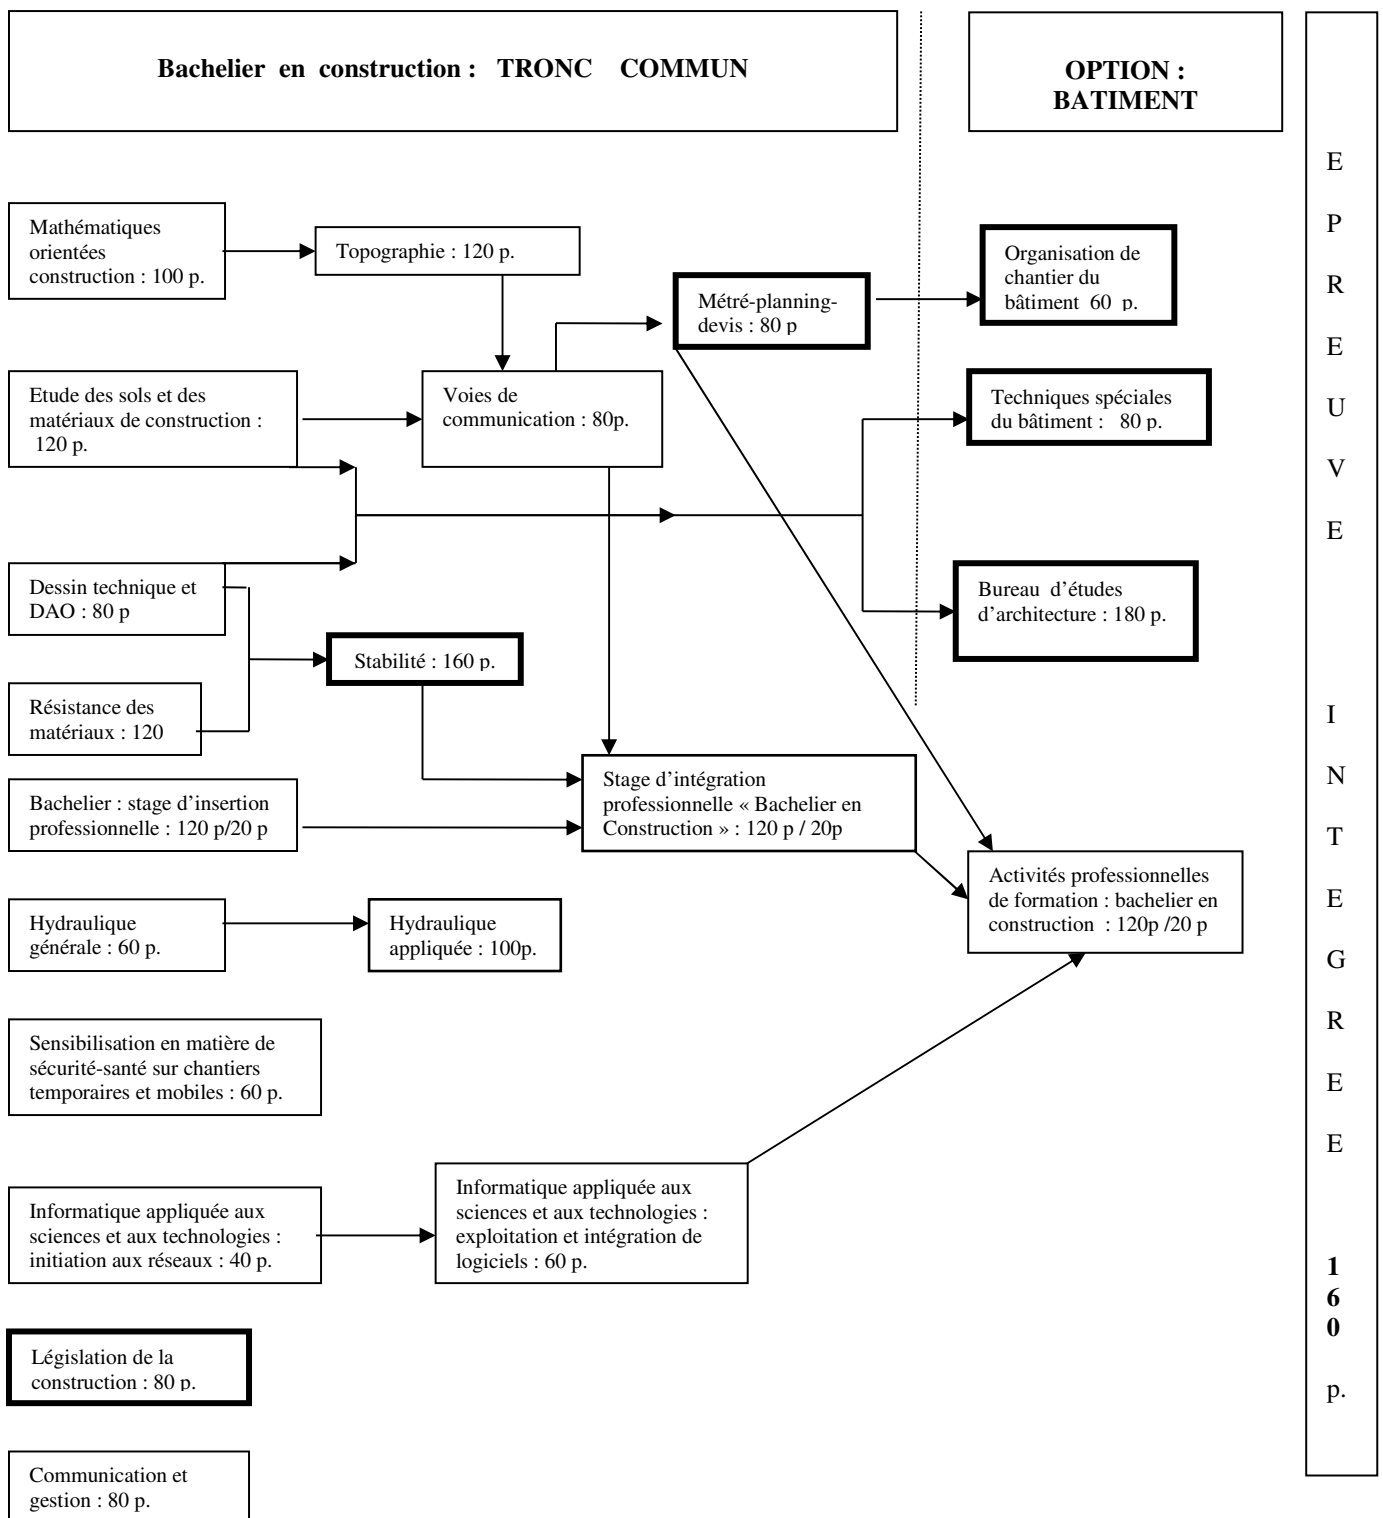 Bachelier en construction : TRONC COMMUN
OPTION :
BATIMENT
Mathématiques
orientées
construction : 100 p.
Topographie : 120 p.
Métré-planning-
devis : 80 p
Organisation de
chantier du
bâtiment 60 p.
Etude des sols et des
matériaux de construction :
120 p.
Voies de
communication : 80p.
Techniques spéciales
du bâtiment : 80 p.
Dessin technique et
DAO : 80 p
Bureau d’études
d’architecture : 180 p.
Stabilité : 160 p.
Résistance des
matériaux : 120
Bachelier : stage d’insertion
professionnelle : 120 p/20 p
Stage d’intégration
professionnelle « Bachelier en
Construction » : 120 p / 20p
Activités professionnelles
de formation : bachelier en
construction : 120p /20 p
Hydraulique
générale : 60 p.
Hydraulique
appliquée : 100p.
Sensibilisation en matière de
sécurité-santé sur chantiers
temporaires et mobiles : 60 p.
Informatique appliquée aux
sciences et aux technologies :
initiation aux réseaux : 40 p.
Informatique appliquée aux
sciences et aux technologies :
exploitation et intégration de
logiciels : 60 p.
Législation de la
construction : 80 p.
Communication et
gestion : 80 p.
E
P
R
E
U
V
E
I
N
T
E
G
R
E
E
1
6
0
p.